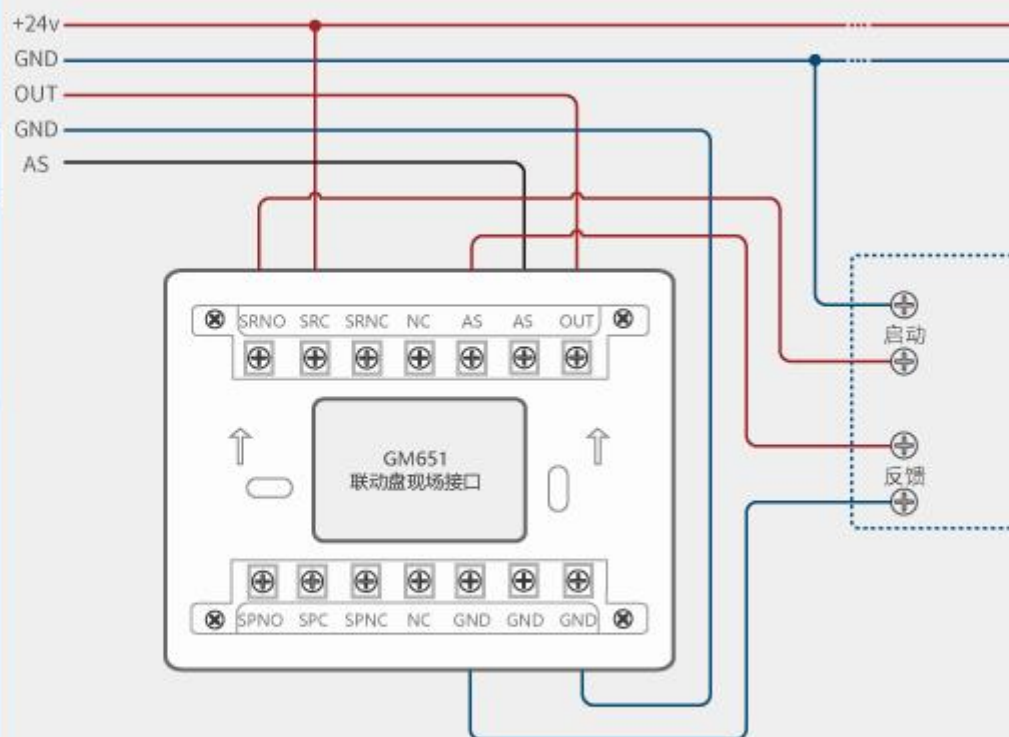 +24v
GND
OUT
GND
AS
SRNO SRC SRNC NC AS AS OUT
启动
GM651
联动盘现场接口
反馈
SPNO SPC SPNC NC GND GND GND